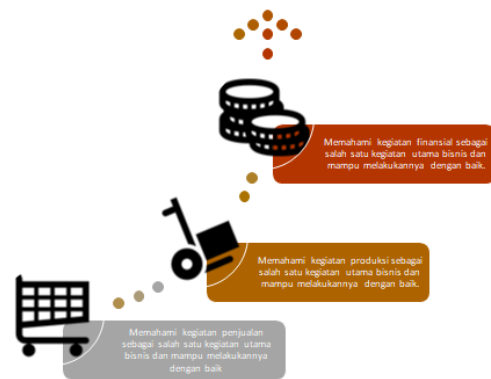 Memahami kegiatan finansial sebagai
salah satu kegiatan utama bisnis dan
mampu melakukannya dengan baik.
Memahami kegiatan produksi sebagai
salah satu kegiatan utama bisnis dan
mampu melakukannya dengan baik.
Memahami kegiatan penjualan
sebagai salah satu kegiatan utama
bisnis dan mampu melakukannya
dengan baik